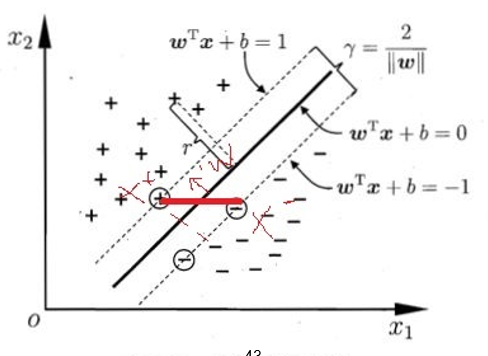 x₂
wᵀx + b = 1
γ = 2/‖w‖
wᵀx + b = 0
wᵀx + b = −1
r
w
X⁺
X⁻
O
x₁
43